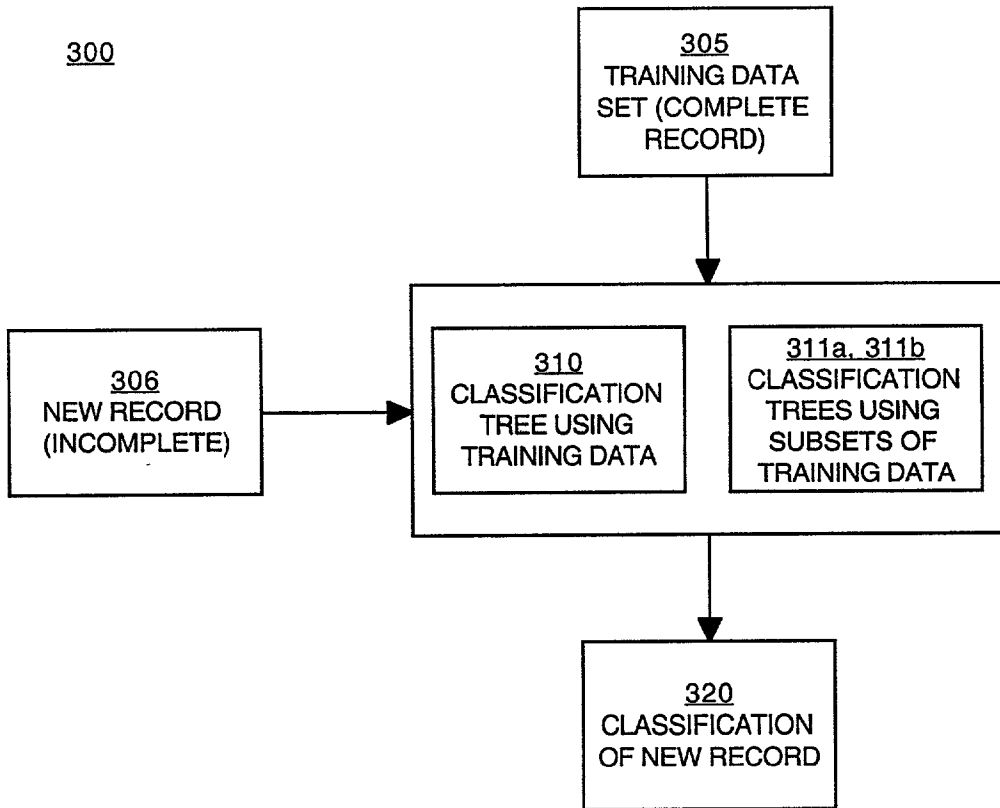 300
305
TRAINING DATA
SET (COMPLETE
RECORD)
306
NEW RECORD
(INCOMPLETE)
310
CLASSIFICATION
TREE USING
TRAINING DATA
311a, 311b
CLASSIFICATION
TREES USING
SUBSETS OF
TRAINING DATA
320
CLASSIFICATION
OF NEW RECORD